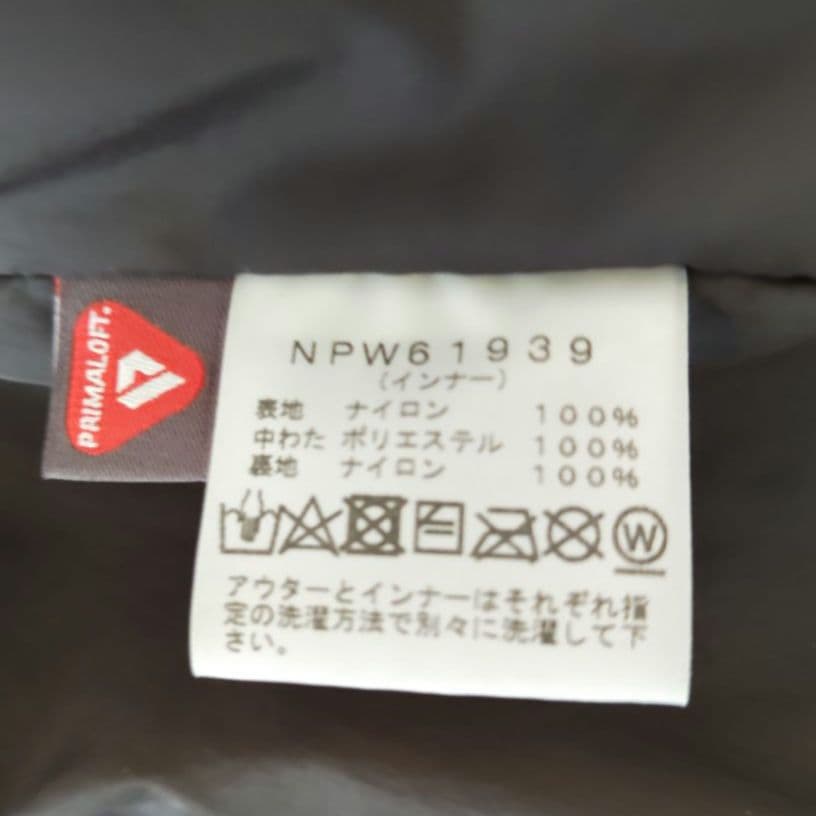 PRIMALOFT.
NPW61939
(インナー)
表地 ナイロン 100%
中わた ポリエステル 100%
裏地 ナイロン 100%
W
アウターとインナーはそれぞれ指
定の洗濯方法で別々に洗濯して下
さい。